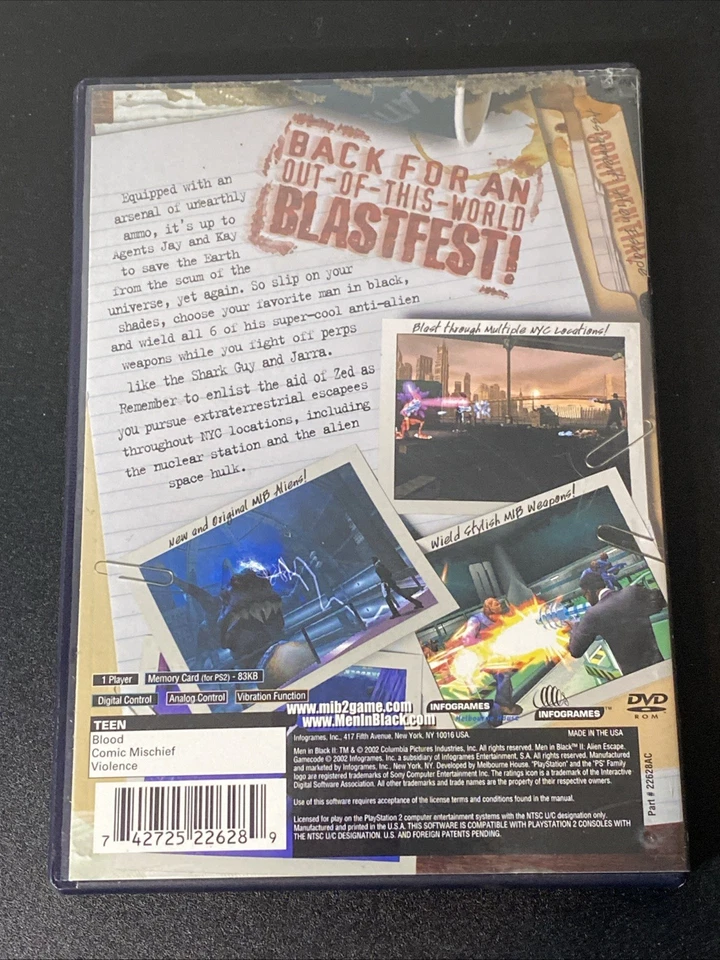 BACK FOR AN
OUT-OF-THIS-WORLD
BLASTFEST!
Equipped with an
arsenal of unearthly
ammo, it's up to
Agents Jay and Kay
to save the Earth
from the scum of the
universe, yet again. So slip on your
shades, choose your favorite man in black,
and wield all 6 of his super-cool anti-alien
weapons while you fight off perps
like the Shark Guy and Jarra.
Remember to enlist the aid of Zed as
you pursue extraterrestrial escapees
throughout NYC locations, including
the nuclear station and the alien
space hulk.
Blast through Multiple NYC Locations!
New and Original MIB Aliens!
Wield Stylish MIB Weapons!
1 Player
Memory Card (for PS2) - 83KB
Digital Control
Analog Control
Vibration Function
www.mib2game.com
www.MenInBlack.com
INFOGRAMES
Melbourne House
INFOGRAMES™
DVD
ROM
TEEN
Blood
Comic Mischief
Violence
7 42725 22628 9
Infogrames, Inc., 417 Fifth Avenue, New York, NY 10016 USA
MADE IN THE USA
Men in Black II: TM & © 2002 Columbia Pictures Industries, Inc. All rights reserved. Men in Black™ II: Alien Escape.
Gamecode © 2002 Infogrames, Inc. a subsidiary of Infogrames Entertainment, S.A. All rights reserved. Manufactured
and marketed by Infogrames, Inc., New York, NY. Developed by Melbourne House. "PlayStation" and the "PS" Family
logo are registered trademarks of Sony Computer Entertainment Inc. The ratings icon is a trademark of the Interactive
Digital Software Association. All other trademarks and trade names are the property of their respective owners.
Use of this software requires acceptance of the license terms and conditions found in the manual.
Licensed for play on the PlayStation 2 computer entertainment systems with the NTSC U/C designation only.
Manufactured and printed in the U.S.A. THIS SOFTWARE IS COMPATIBLE WITH PLAYSTATION 2 CONSOLES WITH
THE NTSC U/C DESIGNATION. U.S. AND FOREIGN PATENTS PENDING.
Part # 22628AC